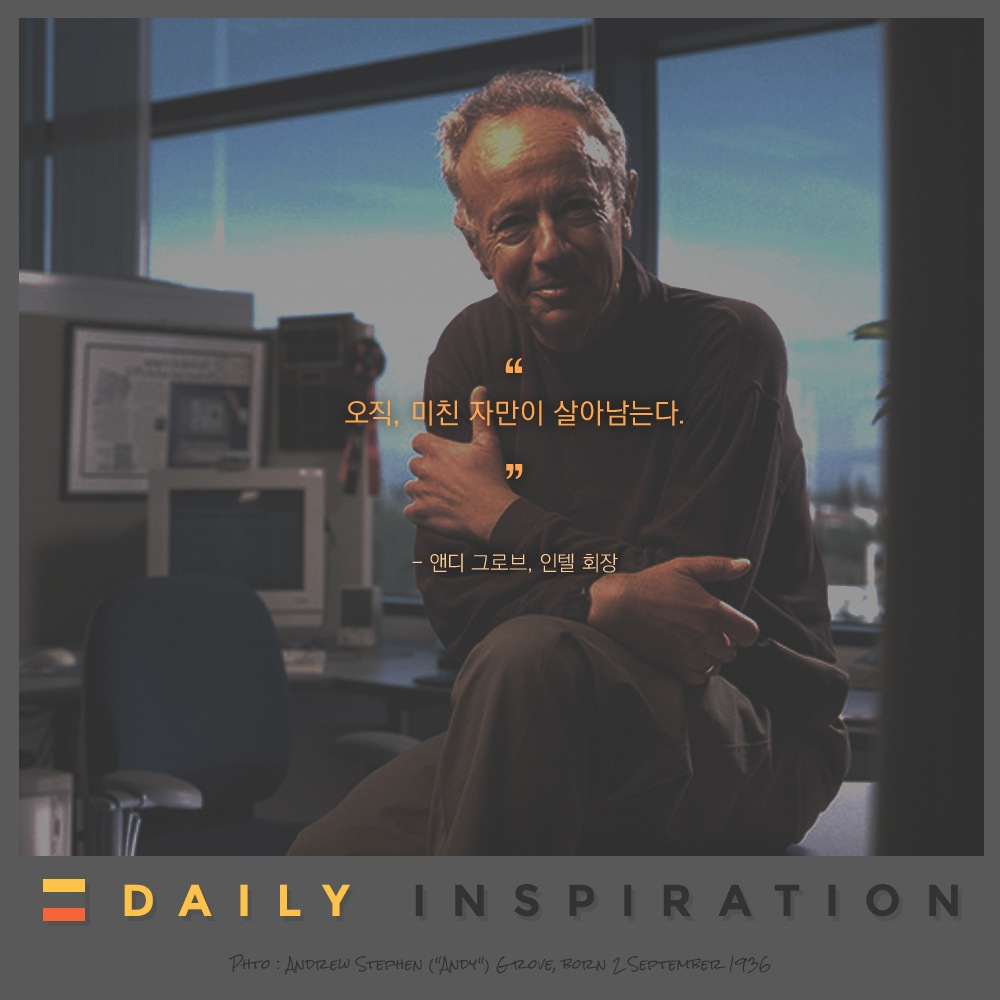 “
오직, 미친 자만이 살아남는다.
”
– 앤디 그로브, 인텔 회장
DAILY INSPIRATION
Phto : Andrew Stephen ("Andy") Grove, born 2 September 1936